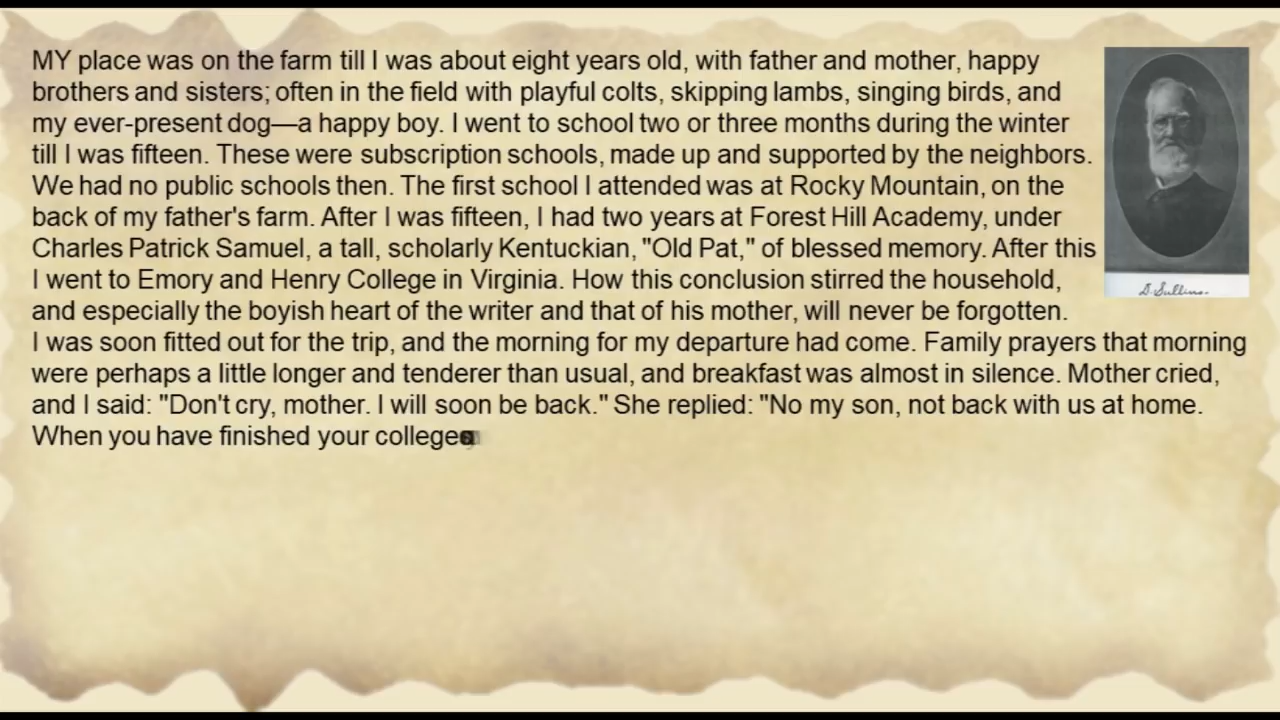 MY place was on the farm till I was about eight years old, with father and mother, happy
brothers and sisters; often in the field with playful colts, skipping lambs, singing birds, and
my ever-present dog—a happy boy. I went to school two or three months during the winter
till I was fifteen. These were subscription schools, made up and supported by the neighbors.
We had no public schools then. The first school I attended was at Rocky Mountain, on the
back of my father's farm. After I was fifteen, I had two years at Forest Hill Academy, under
Charles Patrick Samuel, a tall, scholarly Kentuckian, "Old Pat," of blessed memory. After this
I went to Emory and Henry College in Virginia. How this conclusion stirred the household,
and especially the boyish heart of the writer and that of his mother, will never be forgotten.
I was soon fitted out for the trip, and the morning for my departure had come. Family prayers that morning
were perhaps a little longer and tenderer than usual, and breakfast was almost in silence. Mother cried,
and I said: "Don't cry, mother. I will soon be back." She replied: "No my son, not back with us at home.
When you have finished your college
D. Sullins.